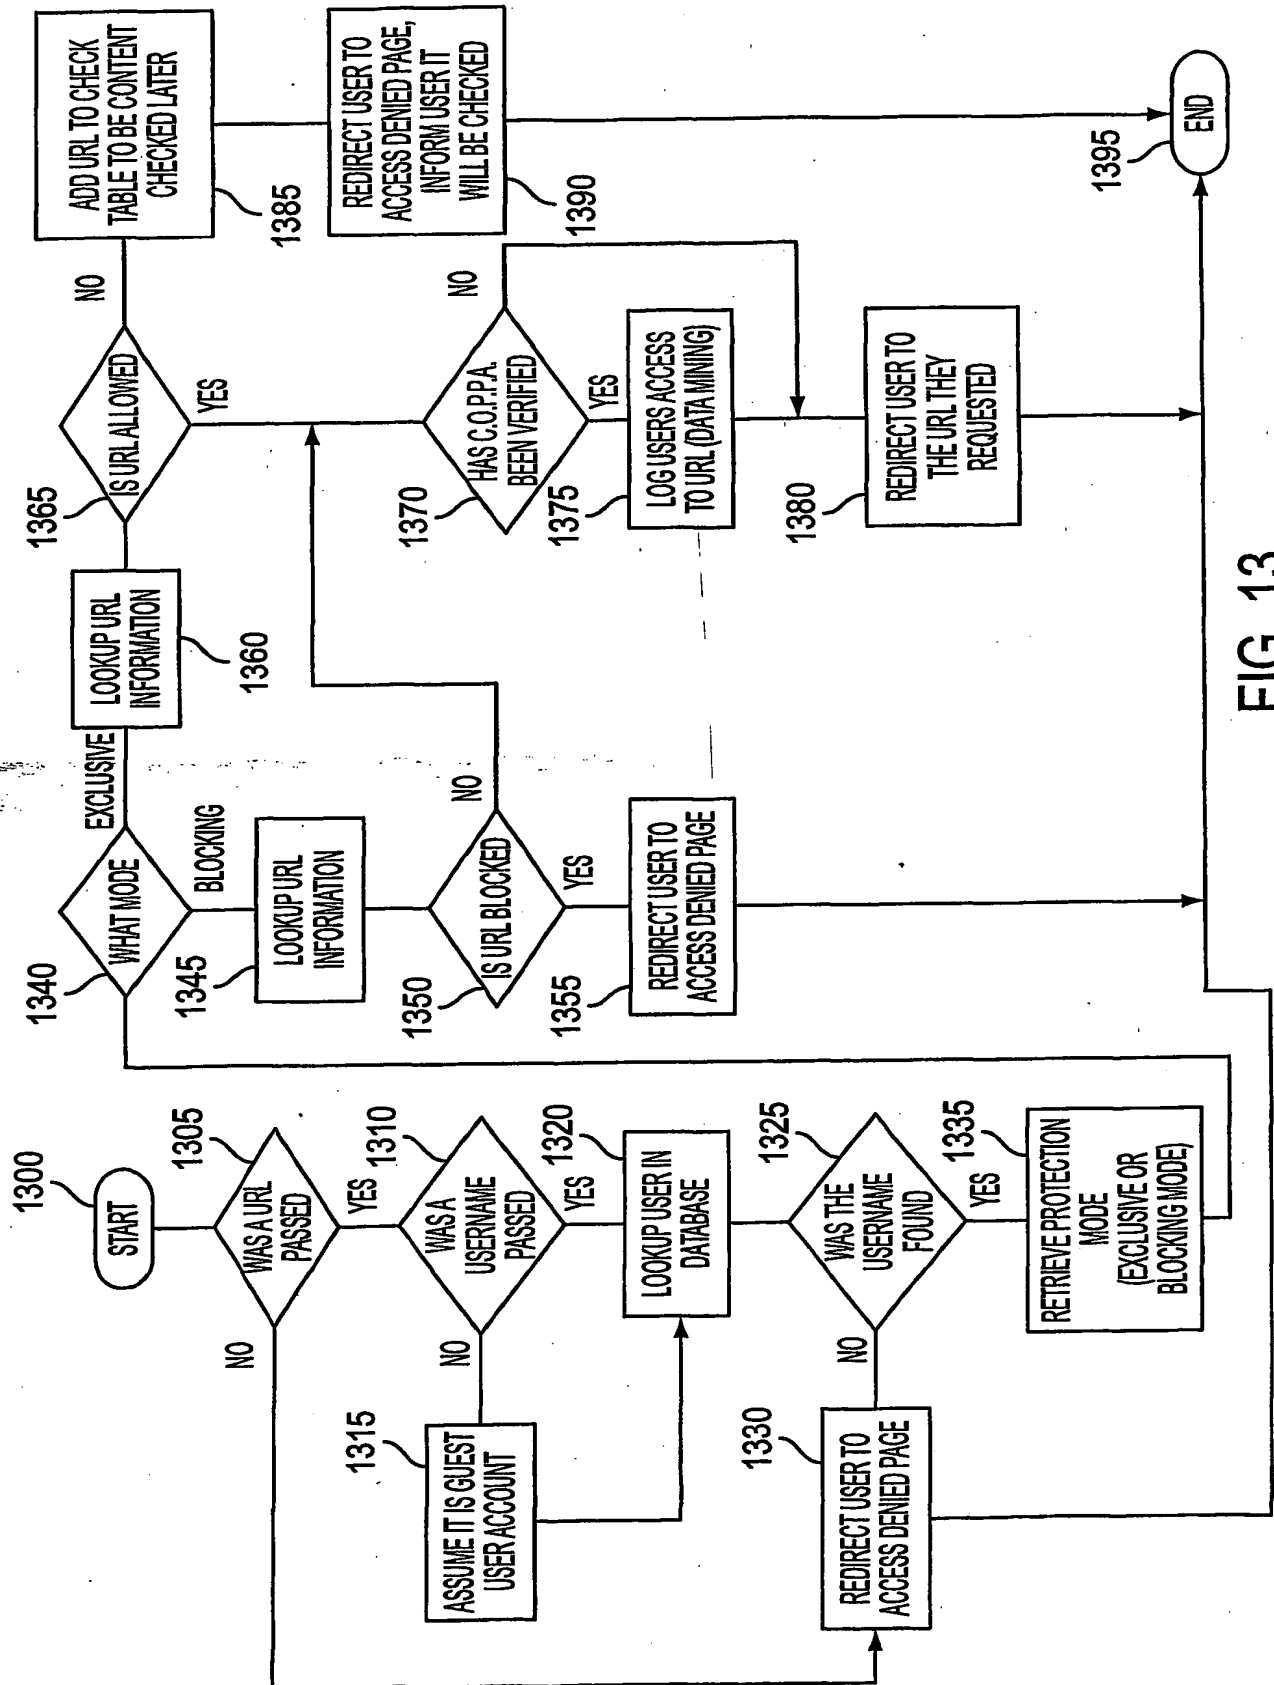 1300
START
1305
WAS A URL
PASSED
NO
YES
1310
WAS A
USERNAME
PASSED
NO
YES
1315
ASSUME IT IS GUEST
USER ACCOUNT
1320
LOOKUP USER IN
DATABASE
1325
WAS THE
USERNAME
FOUND
NO
YES
1330
REDIRECT USER TO
ACCESS DENIED PAGE
1335
RETRIEVE PROTECTION
MODE
(EXCLUSIVE OR
BLOCKING MODE)
1340
WHAT MODE
EXCLUSIVE
BLOCKING
1345
LOOKUP URL
INFORMATION
1350
IS URL BLOCKED
NO
YES
1355
REDIRECT USER TO
ACCESS DENIED PAGE
LOOKUP URL
INFORMATION
1360
1365
IS URL ALLOWED
NO
YES
1370
HAS C.O.P.P.A.
BEEN VERIFIED
NO
YES
1375
LOG USERS ACCESS
TO URL (DATA MINING)
1380
REDIRECT USER TO
THE URL THEY
REQUESTED
ADD URL TO CHECK
TABLE TO BE CONTENT
CHECKED LATER
1385
REDIRECT USER TO
ACCESS DENIED PAGE,
INFORM USER IT
WILL BE CHECKED
1390
1395
END
FIG. 13